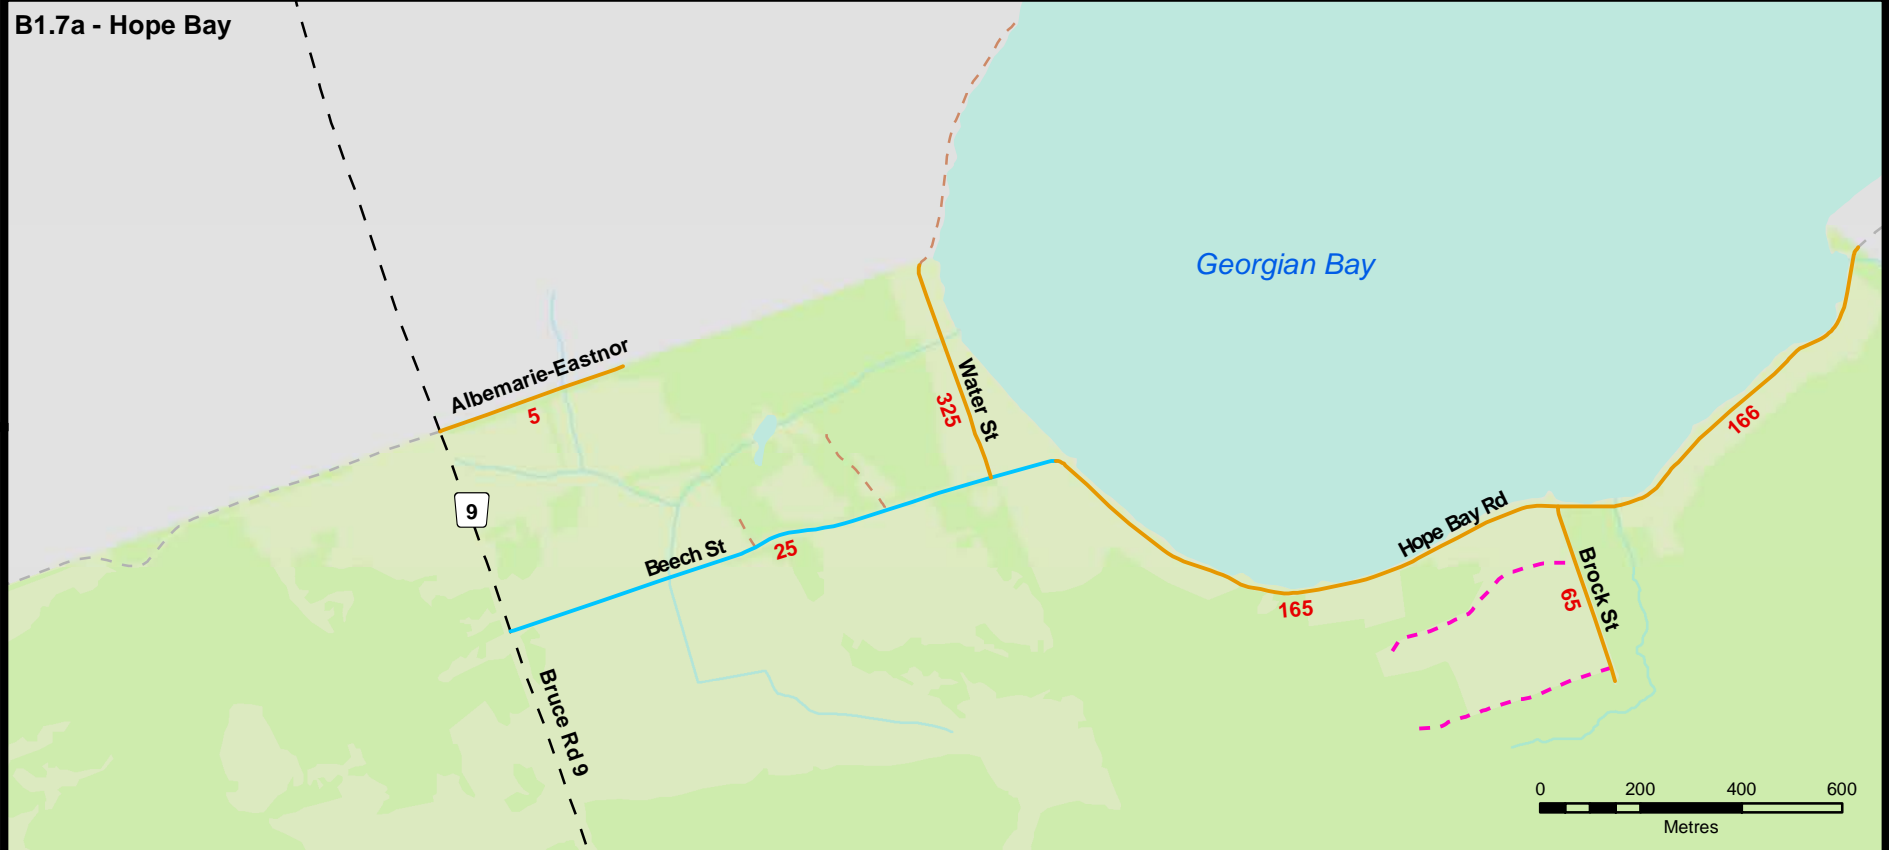 B1.7a - Hope Bay
Georgian Bay
Albemarie-Eastnor
5
Water St
325
9
Beech St
25
Hope Bay Rd
165
166
Brock St
65
Bruce Rd 9
0 200 400 600
Metres